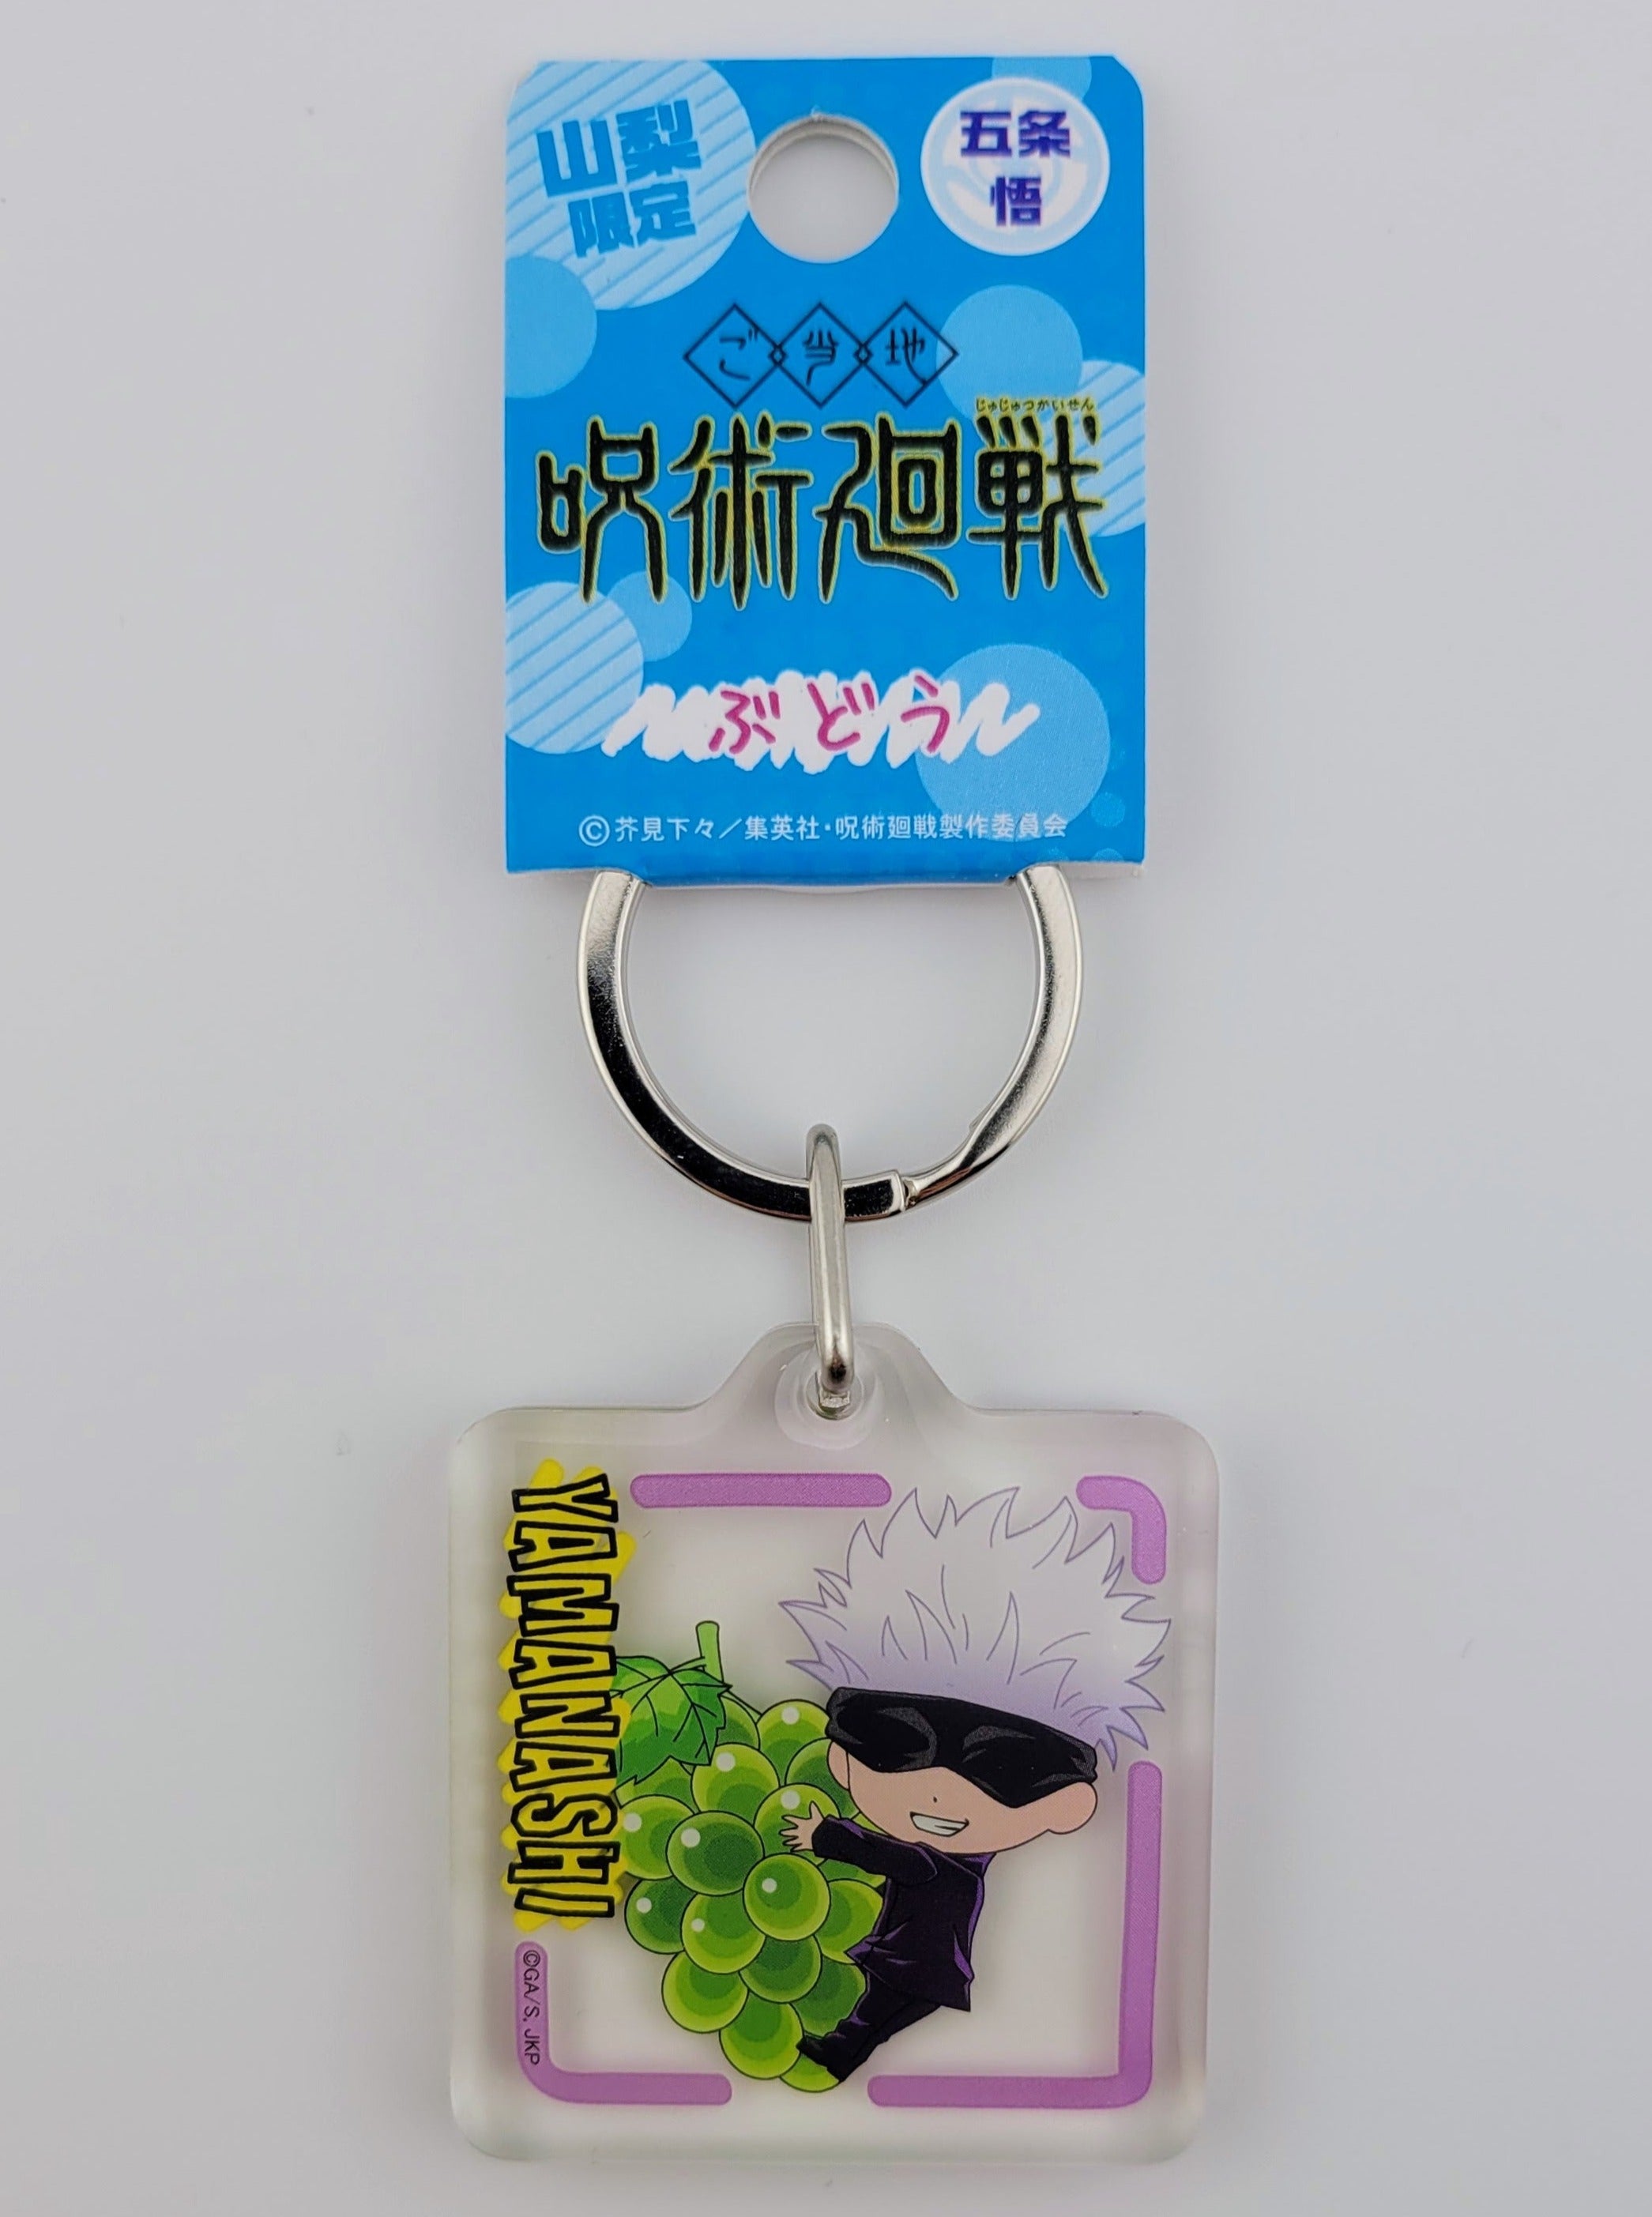 山梨
限定
五条
悟
ご当地
じゅじゅつかいせん
呪術廻戦
ぶどう
©芥見下々／集英社・呪術廻戦製作委員会
YAMANASHI
©GA/S, JKP